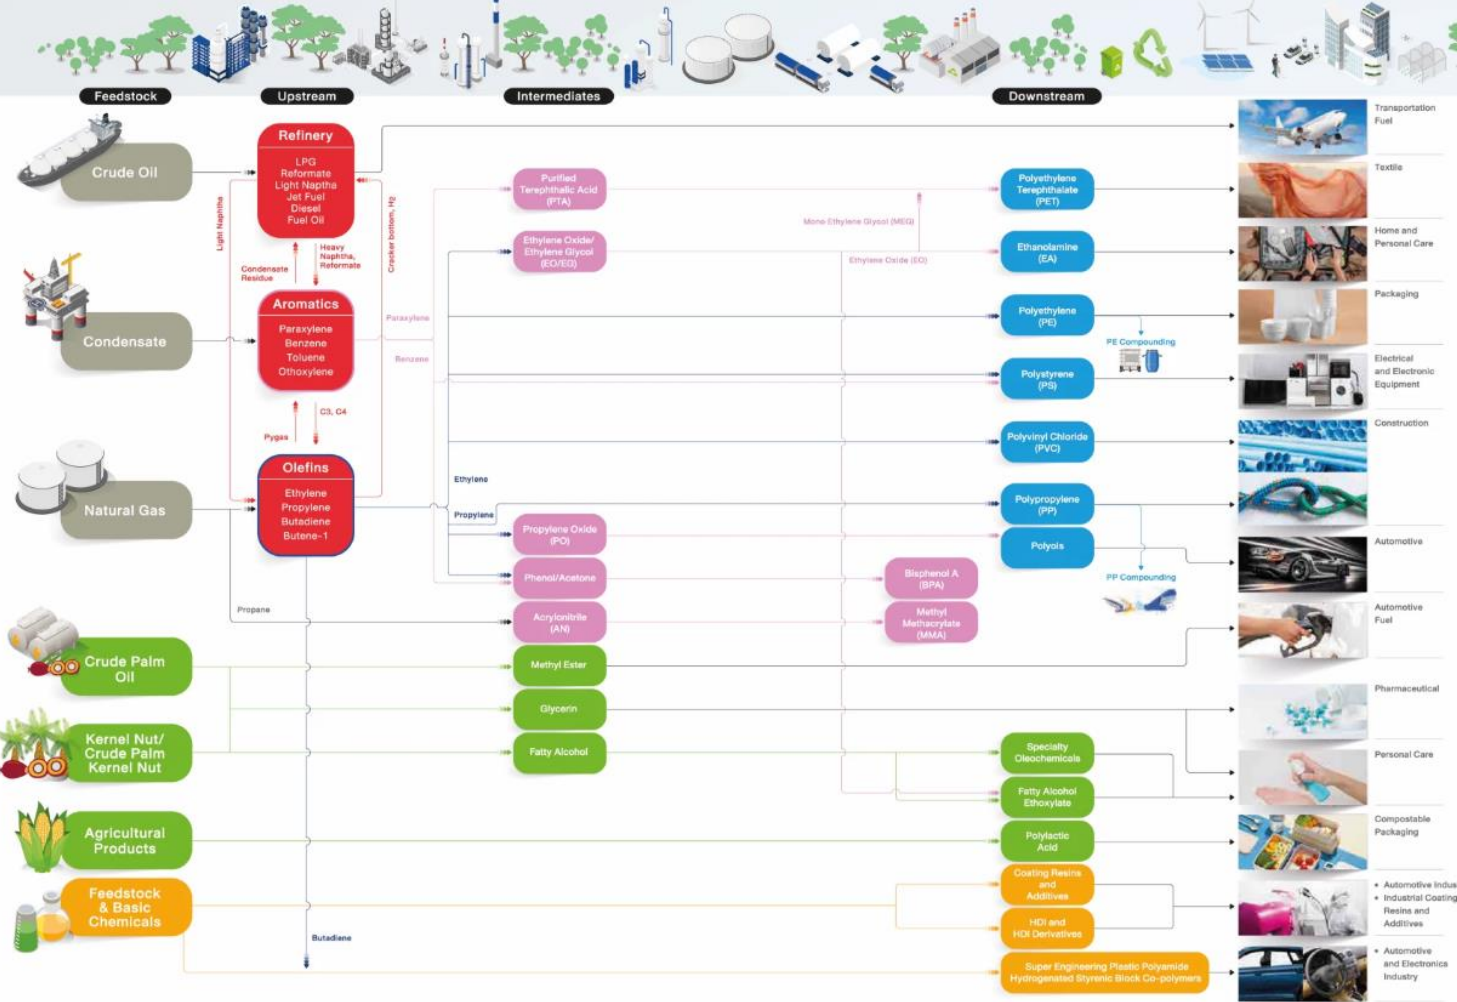 Feedstock
Upstream
Intermediates
Downstream
Crude Oil
Condensate
Natural Gas
Crude Palm
Oil
Kernel Nut/
Crude Palm
Kernel Nut
Agricultural
Products
Feedstock
& Basic
Chemicals
Refinery
LPG
Reformate
Light Naptha
Jet Fuel
Diesel
Fuel Oil
Light Naphtha
Cracker bottom, Hg
Condensate
Residue
Heavy
Naphtha,
Reformate
Aromatics
Paraxylene
Benzene
Toluene
Othoxylene
Pygas
C3, C4
Olefins
Ethylene
Propylene
Butadiene
Butene-1
Propane
Butadiane
Paraxylene
Benzene
Ethylene
Propylene
Purified
Terephthalic Acid
(PTA)
Ethylene Oxide/
Ethylene Glycol
(EO/EG)
Propylene Oxide
(PO)
Phenol/Acetone
Acrylonitrile
(AN)
Methyl Ester
Glycerin
Fatty Alcohol
Mono Ethylene Glycol (MEG)
Ethylene Oxide (EO)
Bisphenol A
(BPA)
Methyl
Methacrylate
(MMA)
Polyethylene
Terephthalate
(PET)
Ethanolamine
(EA)
Polyethylene
(PE)
PE Compounding
Polystyrene
(PS)
Polyvinyl Chloride
(PVC)
Polypropylene
(PP)
Polyols
PP Compounding
Specialty
Oleochemicals
Fatty Alcohol
Ethoxylate
Polylactic
Acid
Coating Resins
and
Additives
HDI and
HDI Derivatives
Super Engineering Plastic Polyamide
Hydrogenated Styrenic Block Co-polymers
Transportation
Fuel
Textile
Home and
Personal Care
Packaging
Electrical
and Electronic
Equipment
Construction
Automotive
Automotive
Fuel
Pharmaceutical
Personal Care
Compostable
Packaging
• Automotive Indus
• Industrial Coating
Resins and
Additives
• Automotive
and Electronics
Industry